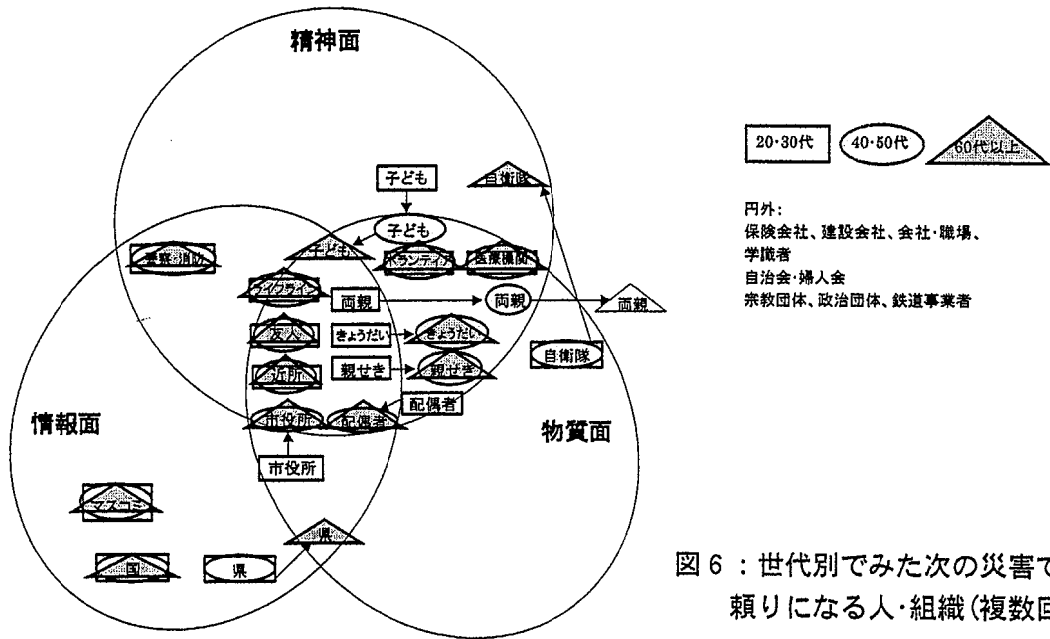 精神面
20·30代
40·50代
60代以上
子ども
自衛隊
円外:
保険会社、建設会社、会社·職場、
学識者
自治会·婦人会
宗教団体、政治団体、鉄道事業者
子ども
子ども
ボランティア
医療機関
警察·消防
ライフライン
両親
両親
両親
友人
きょうだい
きょうだい
自衛隊
近所
親せき
親せき
配偶者
情報面
市役所
配偶者
物質面
市役所
マスコミ
県
国
県
図6:世代別でみた次の災害で
頼りになる人·組織(複数回